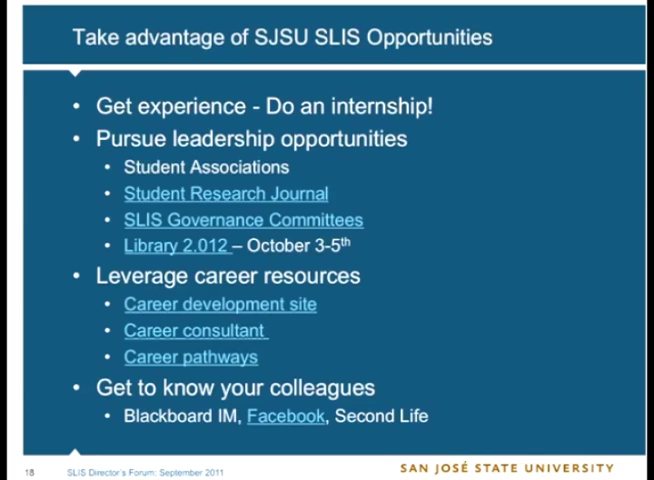 Take advantage of SJSU SLIS Opportunities
• Get experience - Do an internship!
• Pursue leadership opportunities
• Student Associations
• Student Research Journal
• SLIS Governance Committees
• Library 2.012 – October 3-5th
• Leverage career resources
• Career development site
• Career consultant
• Career pathways
• Get to know your colleagues
• Blackboard IM, Facebook, Second Life
18 SLIS Director's Forum: September 2011 SAN JOSÉ STATE UNIVERSITY